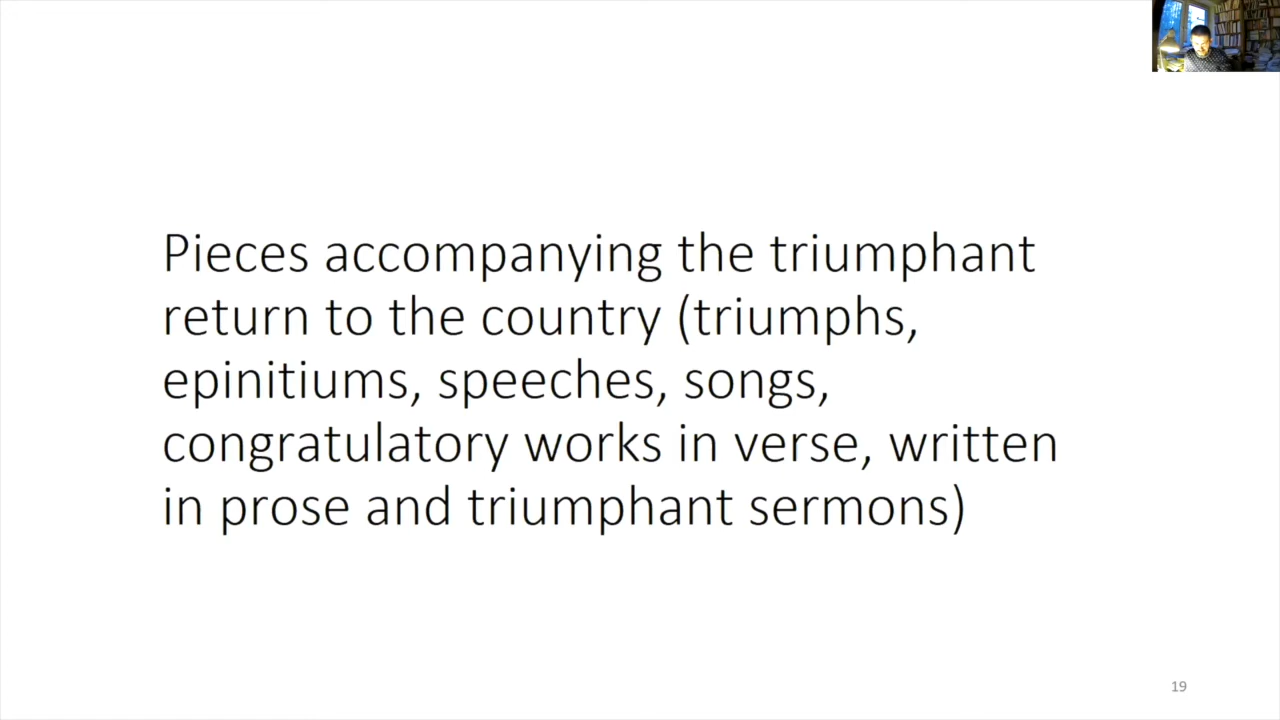 Pieces accompanying the triumphant
return to the country (triumphs,
epinitiums, speeches, songs,
congratulatory works in verse, written
in prose and triumphant sermons)
19